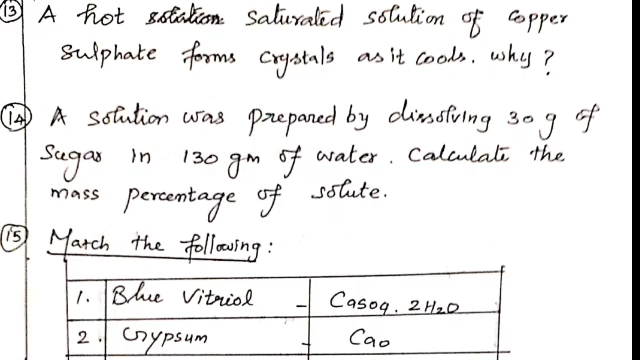 13 A hot solution saturated solution of copper
sulphate forms crystals as it cools. why?
14 A solution was prepared by dissolving 30 g of
sugar in 130 gm of water. Calculate the
mass percentage of solute.
15 Match the following:
1. Blue Vitriol - CaSO4. 2H2O
2. Gypsum - CaO